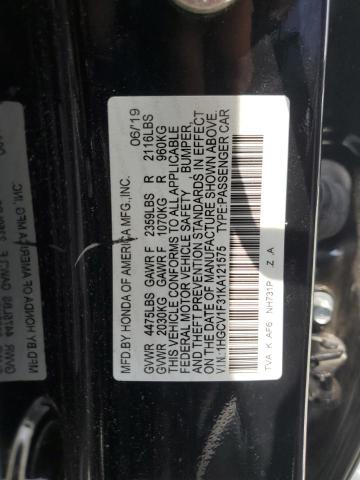 MFD.BY HONDA OF AMERICA MFG.,INC. 06/19
GVWR 4475LBS GAWR F 2359LBS R 2116LBS
GVWR 2030KG GAWR F 1070KG R 960KG
THIS VEHICLE CONFORMS TO ALL APPLICABLE
FEDERAL MOTOR VEHICLE SAFETY BUMPER,
AND THEFT PREVENTION STANDARDS IN EFFECT
ON THE DATE OF MANUFACTURE SHOWN ABOVE.
VIN:1HGCV1F31KA121575 TYPE:PASSENGER CAR
TVA K AF6 NH731P Z A